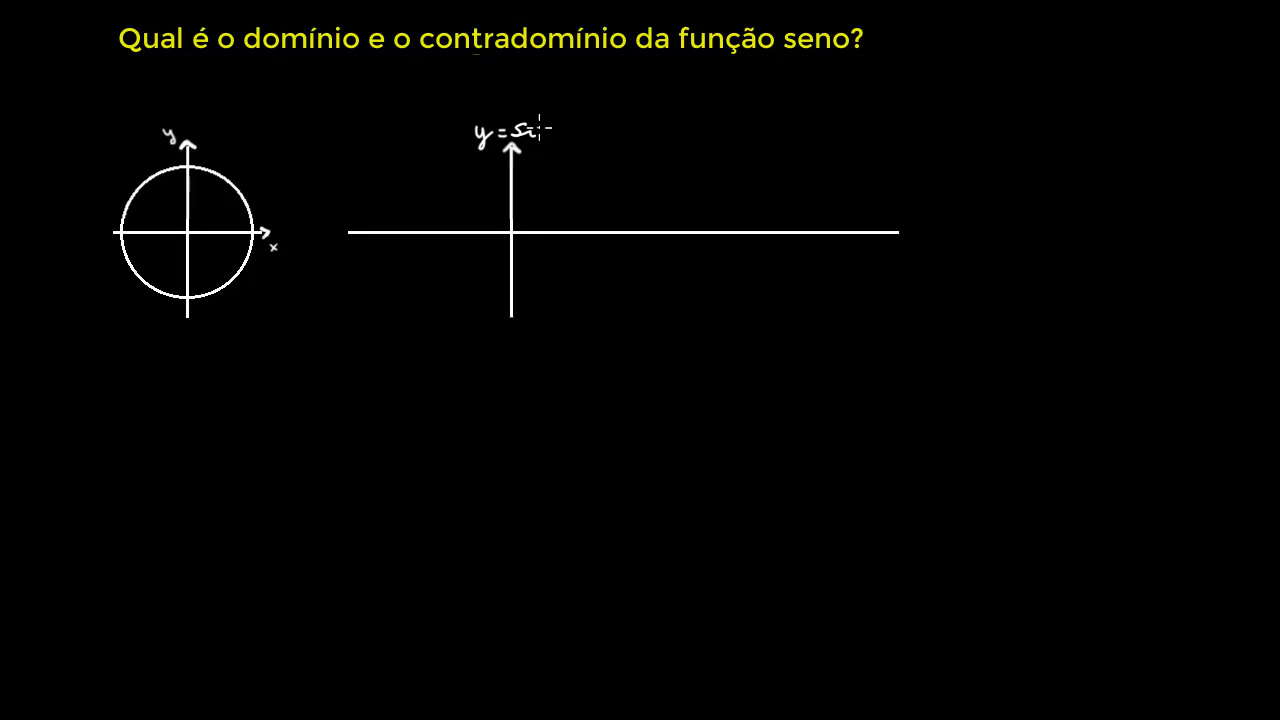 Qual é o domínio e o contradomínio da função seno?
y
y = si
x